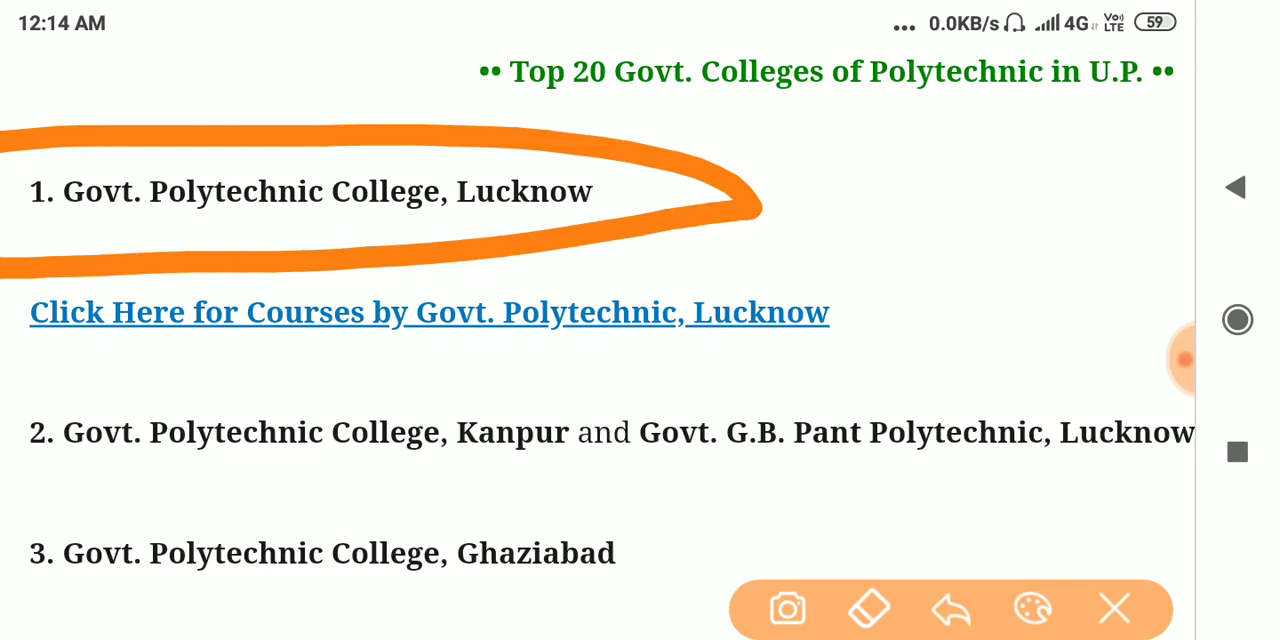 12:14 AM ... 0.0KB/s 4G Vo) LTE 59
•• Top 20 Govt. Colleges of Polytechnic in U.P. ••
1. Govt. Polytechnic College, Lucknow
Click Here for Courses by Govt. Polytechnic, Lucknow
2. Govt. Polytechnic College, Kanpur and Govt. G.B. Pant Polytechnic, Lucknow
3. Govt. Polytechnic College, Ghaziabad